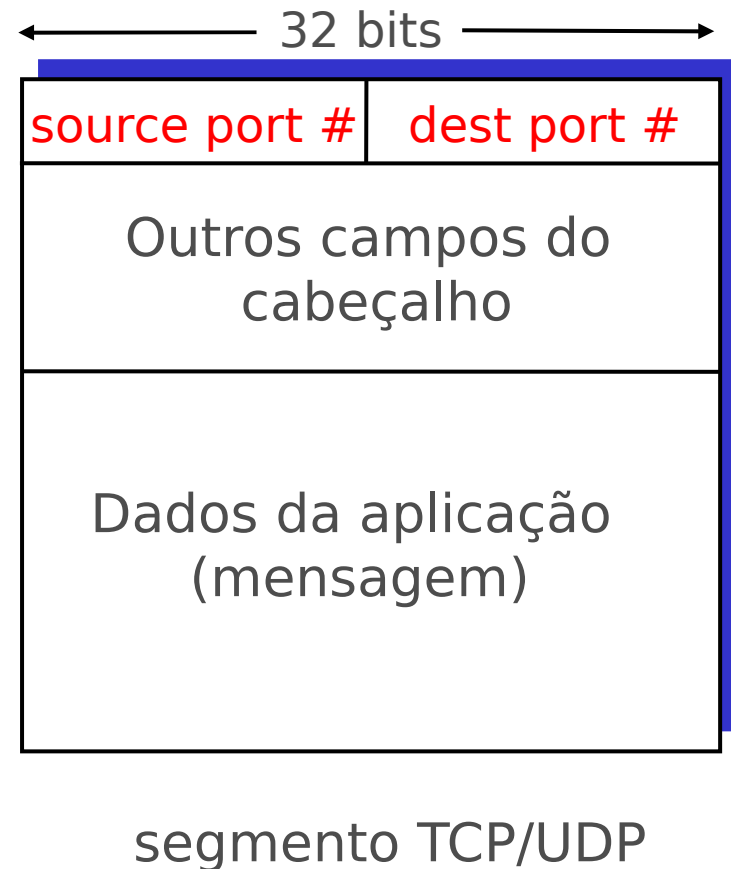 32 bits
source port # dest port #
Outros campos do
cabeçalho
Dados da aplicação
(mensagem)
segmento TCP/UDP